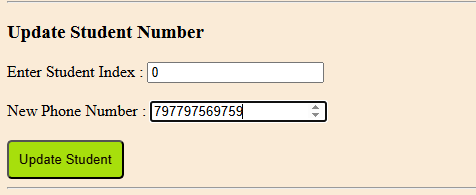 Update Student Number
Enter Student Index : 0
New Phone Number : 797797569759
Update Student